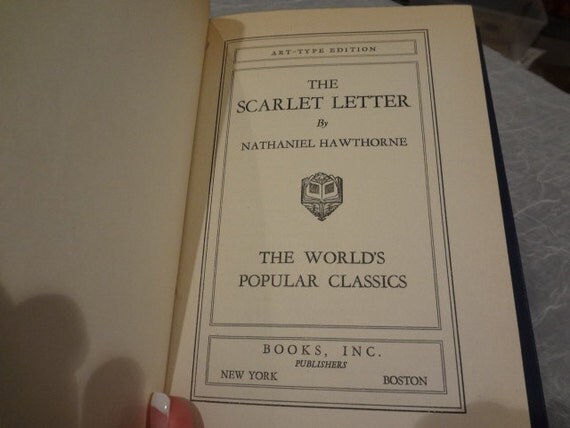 ART-TYPE EDITION
THE
SCARLET LETTER
By
NATHANIEL HAWTHORNE
THE WORLD'S
POPULAR CLASSICS
BOOKS, INC.
PUBLISHERS
NEW YORK BOSTON